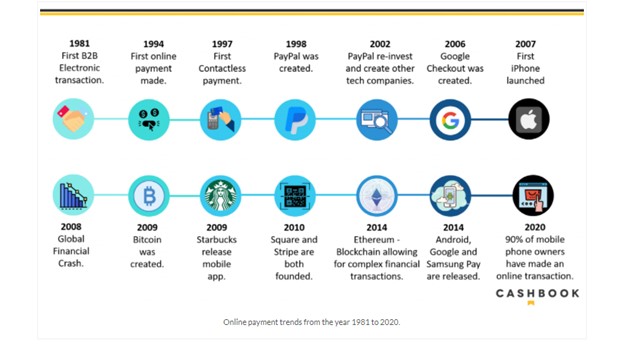 1981
First B2B
Electronic
transaction.
1994
First online
payment
made.
1997
First
Contactless
payment.
1998
PayPal was
created.
2002
PayPal re-invest
and create other
tech companies.
2006
Google
Checkout was
created.
2007
First
iPhone
launched
2008
Global
Financial
Crash.
2009
Bitcoin
was
created.
2009
Starbucks
release
mobile
app.
2010
Square and
Stripe are
both
founded.
2014
Ethereum -
Blockchain allowing
for complex financial
transactions.
2014
Android,
Google and
Samsung Pay
are released.
2020
90% of mobile
phone owners
have made an
online transaction.
CASHBOOK
Online payment trends from the year 1981 to 2020.